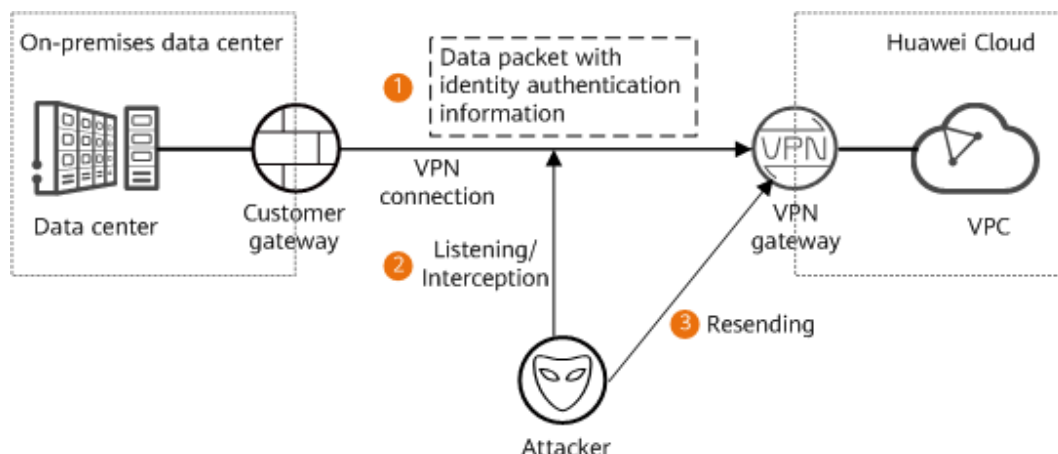 On-premises data center
Huawei Cloud
1
Data packet with
identity authentication
information
VPN
Data center
Customer
gateway
VPN
connection
VPN
gateway
VPC
2
Listening/
Interception
3
Resending
Attacker